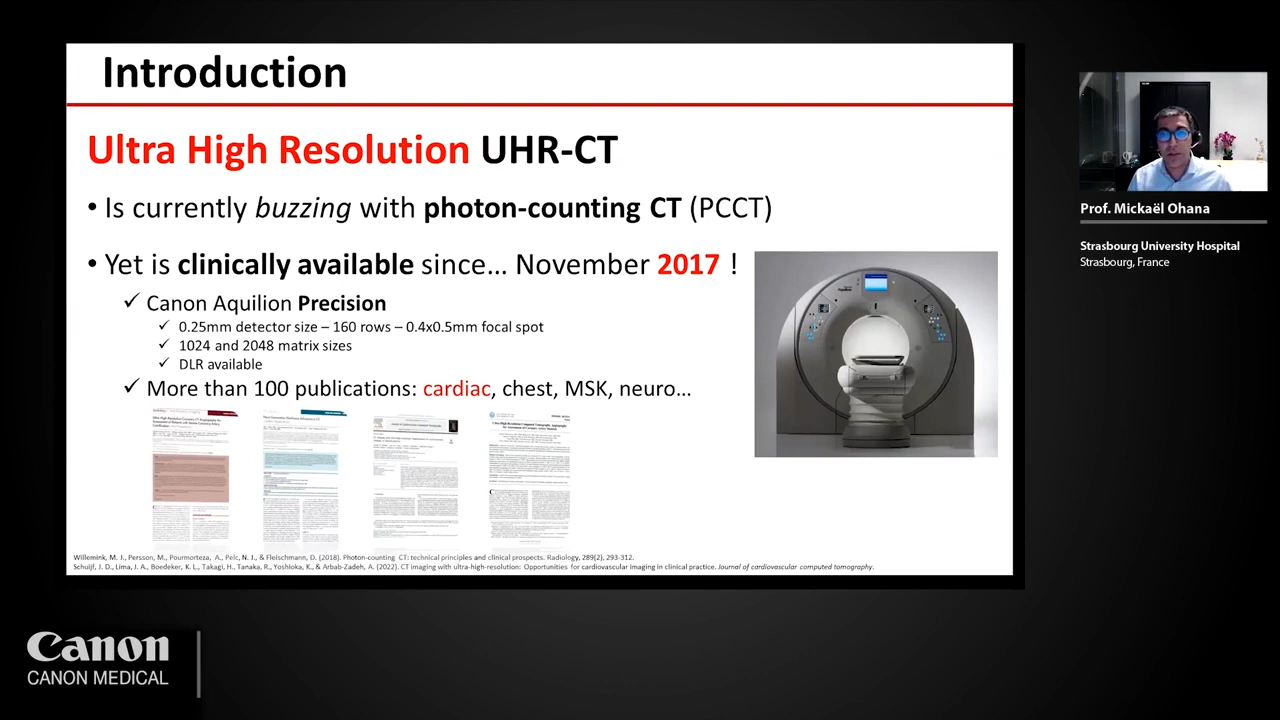 Introduction
Ultra High Resolution UHR-CT
• Is currently buzzing with photon-counting CT (PCCT)
• Yet is clinically available since... November 2017 !
✓ Canon Aquilion Precision
✓ 0.25mm detector size – 160 rows – 0.4x0.5mm focal spot
✓ 1024 and 2048 matrix sizes
✓ DLR available
✓ More than 100 publications: cardiac, chest, MSK, neuro...
Willemink, M. J., Persson, M., Pourmorteza, A., Pelc, N. J., & Fleischmann, D. (2018). Photon-counting CT: technical principles and clinical prospects. Radiology, 289(2), 293-312.
Schuijf, J. D., Lima, J. A., Boedeker, K. L., Takagi, H., Tanaka, R., Yoshioka, K., & Arbab-Zadeh, A. (2022). CT imaging with ultra-high-resolution: Opportunities for cardiovascular imaging in clinical practice. Journal of cardiovascular computed tomography.
Prof. Mickaël Ohana
Strasbourg University Hospital
Strasbourg, France
Canon
CANON MEDICAL